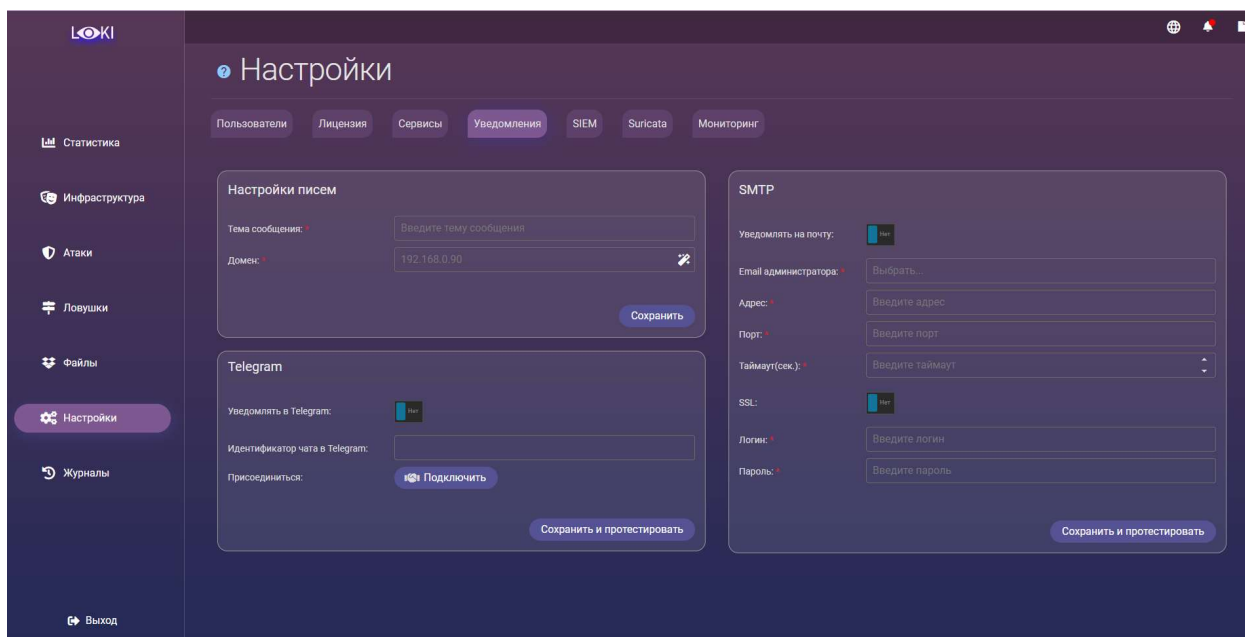 LOKI
Настройки
Пользователи
Лицензия
Сервисы
Уведомления
SIEM
Suricata
Мониторинг
Статистика
Инфраструктура
Атаки
Ловушки
Файлы
Настройки
Журналы
Выход
Настройки писем
Тема сообщения: *
Введите тему сообщения
Домен: *
192.168.0.90
Сохранить
Telegram
Уведомлять в Telegram:
Нет
Идентификатор чата в Telegram:
Присоединиться:
Подключить
Сохранить и протестировать
SMTP
Уведомлять на почту:
Нет
Email администратора: *
Выбрать...
Адрес: *
Введите адрес
Порт: *
Введите порт
Таймаут(сек.): *
Введите таймаут
SSL:
Нет
Логин: *
Введите логин
Пароль: *
Введите пароль
Сохранить и протестировать